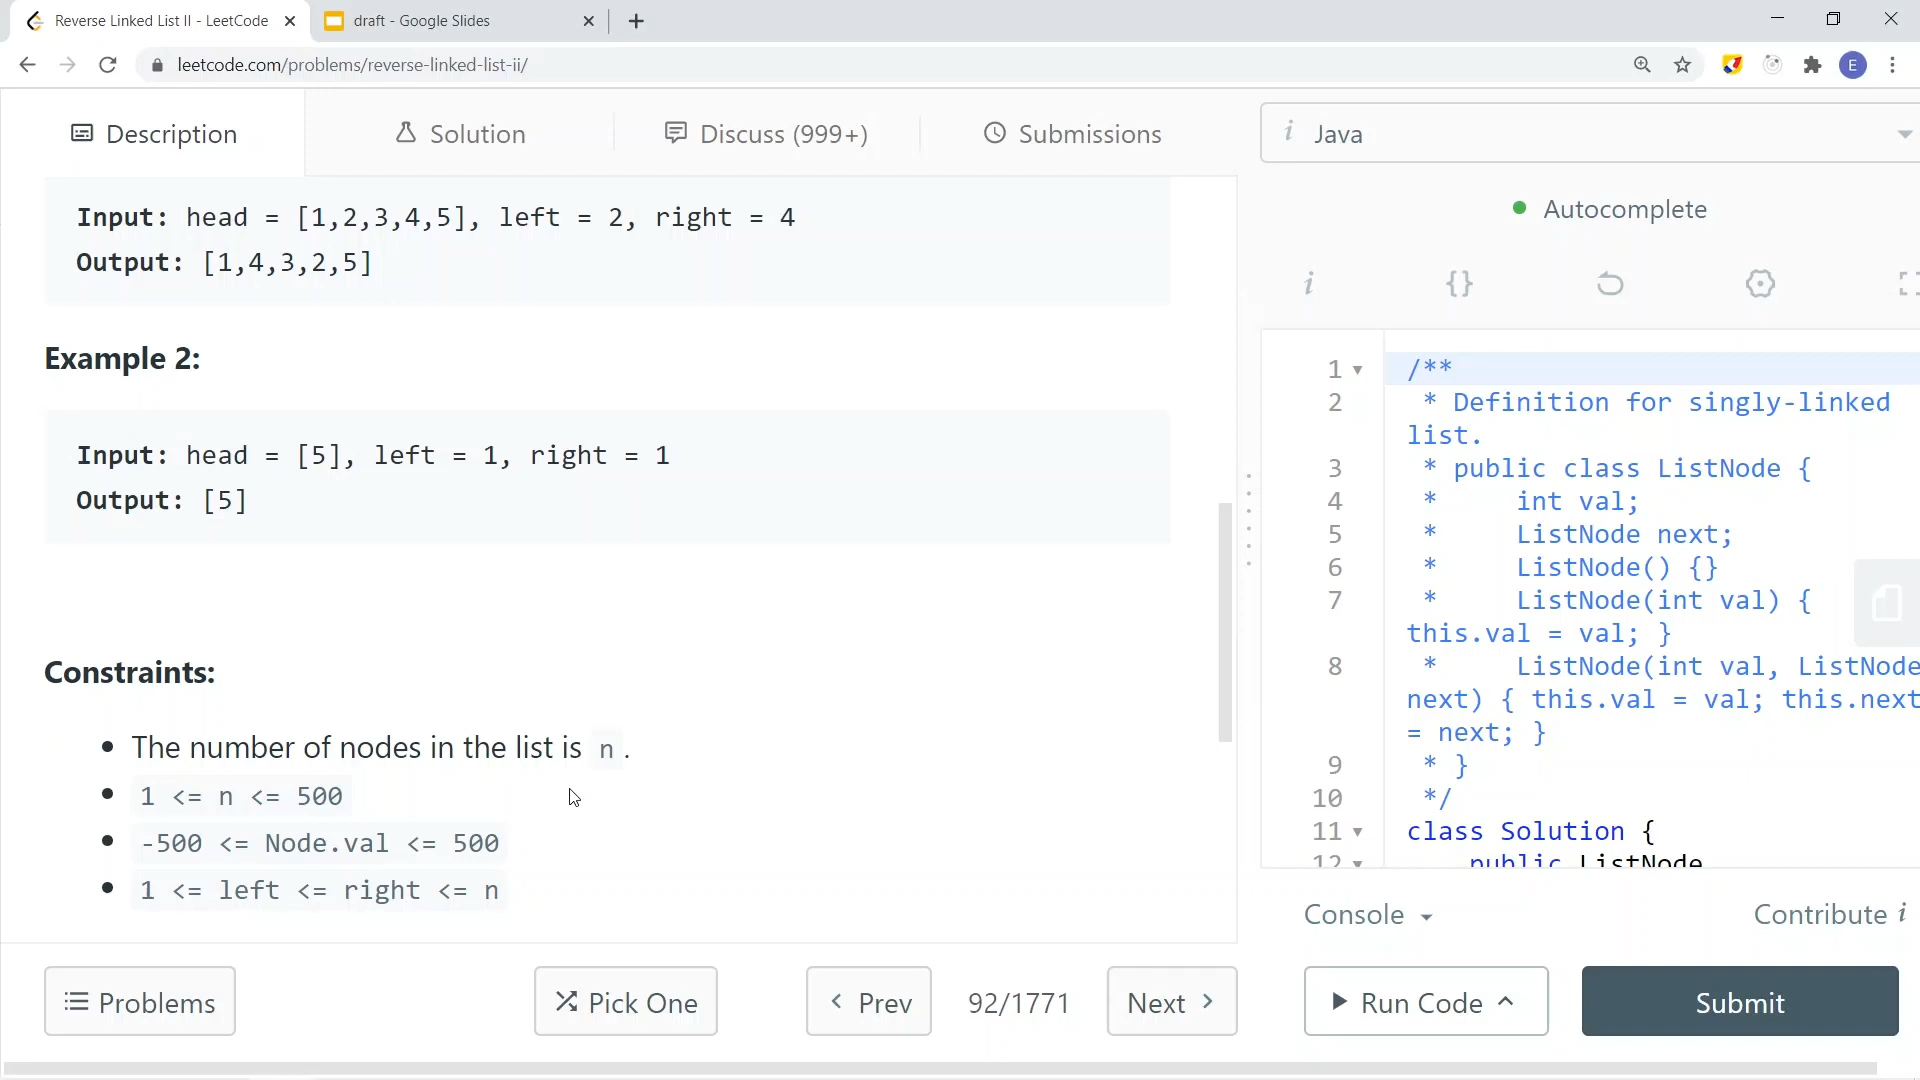 Reverse Linked List II - LeetCode
draft - Google Slides
leetcode.com/problems/reverse-linked-list-ii/
E
Description
Solution
Discuss (999+)
Submissions
i Java
Input: head = [1,2,3,4,5], left = 2, right = 4
Output: [1,4,3,2,5]
Example 2:
Input: head = [5], left = 1, right = 1
Output: [5]
Constraints:
The number of nodes in the list is n.
1 <= n <= 500
-500 <= Node.val <= 500
1 <= left <= right <= n
Autocomplete
i {}
1 /**
2 * Definition for singly-linked
list.
3 * public class ListNode {
4 * int val;
5 * ListNode next;
6 * ListNode() {}
7 * ListNode(int val) {
this.val = val; }
8 * ListNode(int val, ListNode
next) { this.val = val; this.next
= next; }
9 * }
10 */
11 class Solution {
12 public ListNode
Console
Contribute i
Problems
Pick One
Prev
92/1771
Next
Run Code
Submit